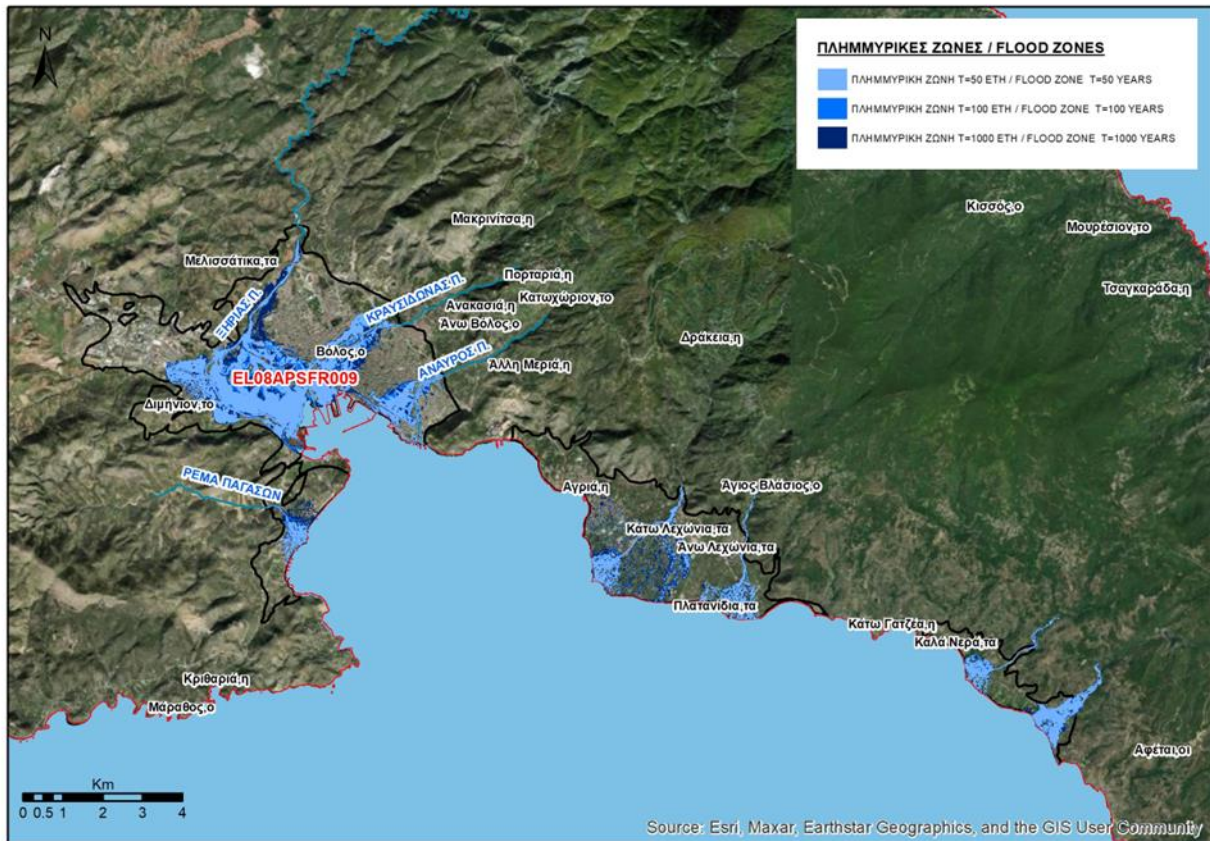 N
ΠΛΗΜΜΥΡΙΚΕΣ ΖΩΝΕΣ / FLOOD ZONES
ΠΛΗΜΜΥΡΙΚΗ ΖΩΝΗ Τ=50 ΕΤΗ / FLOOD ZONE T=50 YEARS
ΠΛΗΜΜΥΡΙΚΗ ΖΩΝΗ Τ=100 ΕΤΗ / FLOOD ZONE T=100 YEARS
ΠΛΗΜΜΥΡΙΚΗ ΖΩΝΗ Τ=1000 ΕΤΗ / FLOOD ZONE T=1000 YEARS
Κισσός,ο
Μακρινίτσα,η
Μουρέσιον,το
Μελισσάτικα,τα
Πορταριά,η
Τσαγκαράδα,η
ΞΗΡΙΑΣ Π.
ΚΡΑΥΣΙΔΩΝΑΣ Π.
Κατωχώριον,το
Ανακασιά,η
Άνω Βόλος,ο
Δράκεια,η
Βόλος,ο
ΑΝΑΥΡΟΣ Π.
Άλλη Μεριά,η
EL08APSFR009
Διμήνιον,το
ΡΕΜΑ ΠΑΓΑΣΩΝ
Αγριά,η
Άγιος Βλάσιος,ο
Κάτω Λεχώνια,τα
Άνω Λεχώνια,τα
Πλατανίδια,τα
Κάτω Γατζέα,η
Καλά Νερά,τα
Κριθαριά,η
Μάραθος,ο
Αφέται,οι
Km
0 0.5 1 2 3 4
Source: Esri, Maxar, Earthstar Geographics, and the GIS User Community